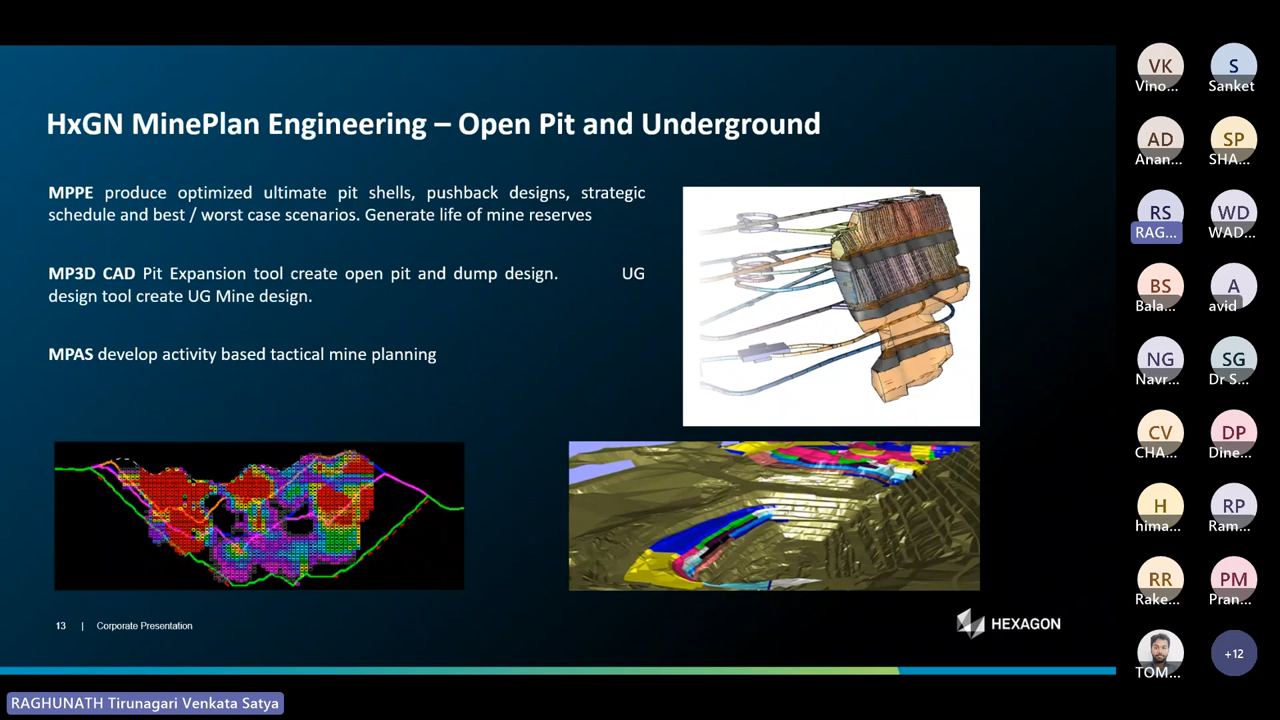 HxGN MinePlan Engineering – Open Pit and Underground
MPPE produce optimized ultimate pit shells, pushback designs, strategic
schedule and best / worst case scenarios. Generate life of mine reserves
MP3D CAD Pit Expansion tool create open pit and dump design. UG
design tool create UG Mine design.
MPAS develop activity based tactical mine planning
13 | Corporate Presentation
HEXAGON
VK
Vino...
S
Sanket
AD
Anan...
SP
SHA...
RS
RAG...
WD
WAD...
BS
Bala...
A
avid
NG
Navr...
SG
Dr S...
CV
CHA...
DP
Dine...
H
hima...
RP
Ram...
RR
Rake...
PM
Pran...
TOM...
+12
RAGHUNATH Tirunagari Venkata Satya